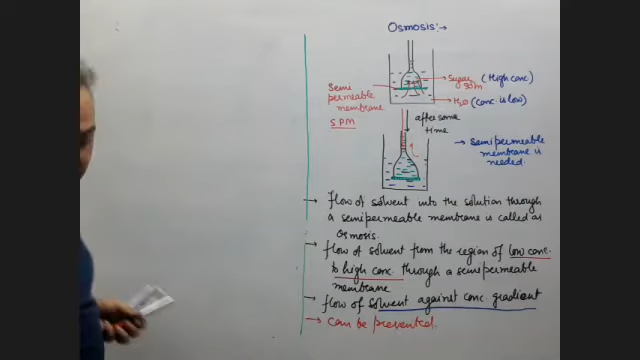 Osmosis:→
Sugar soln (High conc)
Semi permeable membrane
H₂O (conc. is low)
SPM
after some time
→ Semipermeable membrane is needed.
→ flow of solvent into the solution through
a semipermeable membrane is called as
osmosis.
→ flow of solvent from the region of low conc.
to high conc. through a semipermeable
membrane
→ flow of solvent against conc. gradient
→ can be prevented.